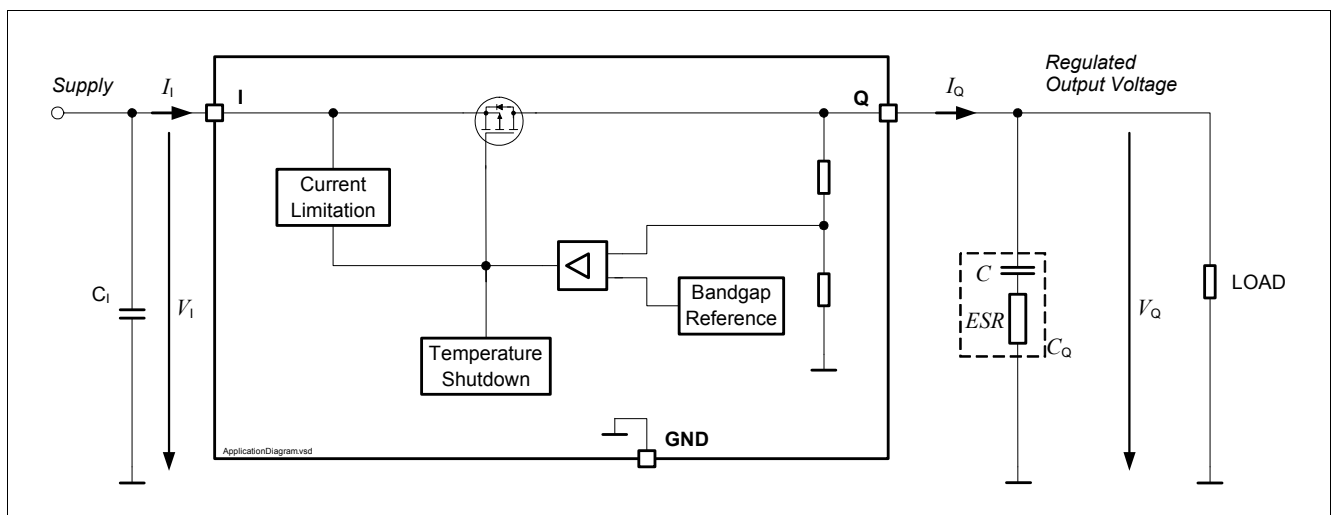 Supply
I_I
I
Q
I_Q
Regulated
Output Voltage
Current
Limitation
C_I
V_I
Bandgap
Reference
Temperature
Shutdown
C
ESR
C_Q
V_Q
LOAD
GND
ApplicationDiagram.vsd